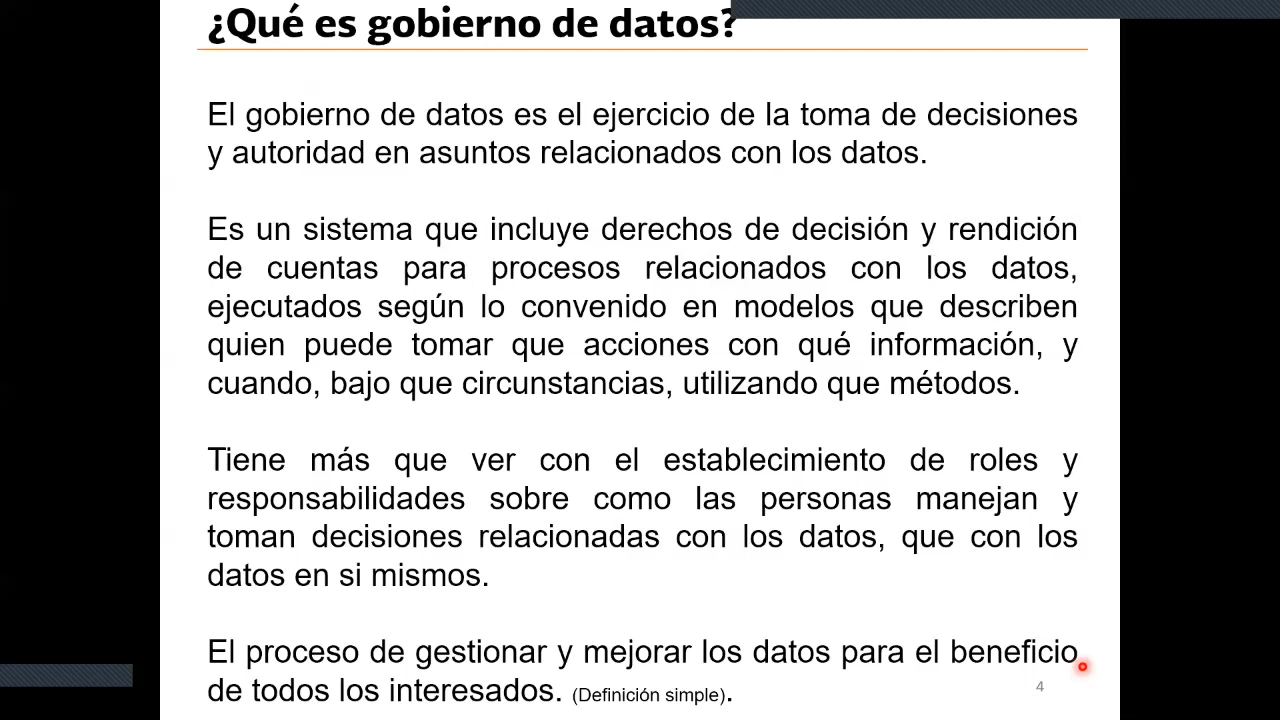 ¿Qué es gobierno de datos?
El gobierno de datos es el ejercicio de la toma de decisiones
y autoridad en asuntos relacionados con los datos.
Es un sistema que incluye derechos de decisión y rendición
de cuentas para procesos relacionados con los datos,
ejecutados según lo convenido en modelos que describen
quien puede tomar que acciones con qué información, y
cuando, bajo que circunstancias, utilizando que métodos.
Tiene más que ver con el establecimiento de roles y
responsabilidades sobre como las personas manejan y
toman decisiones relacionadas con los datos, que con los
datos en si mismos.
El proceso de gestionar y mejorar los datos para el beneficio
de todos los interesados. (Definición simple).
4